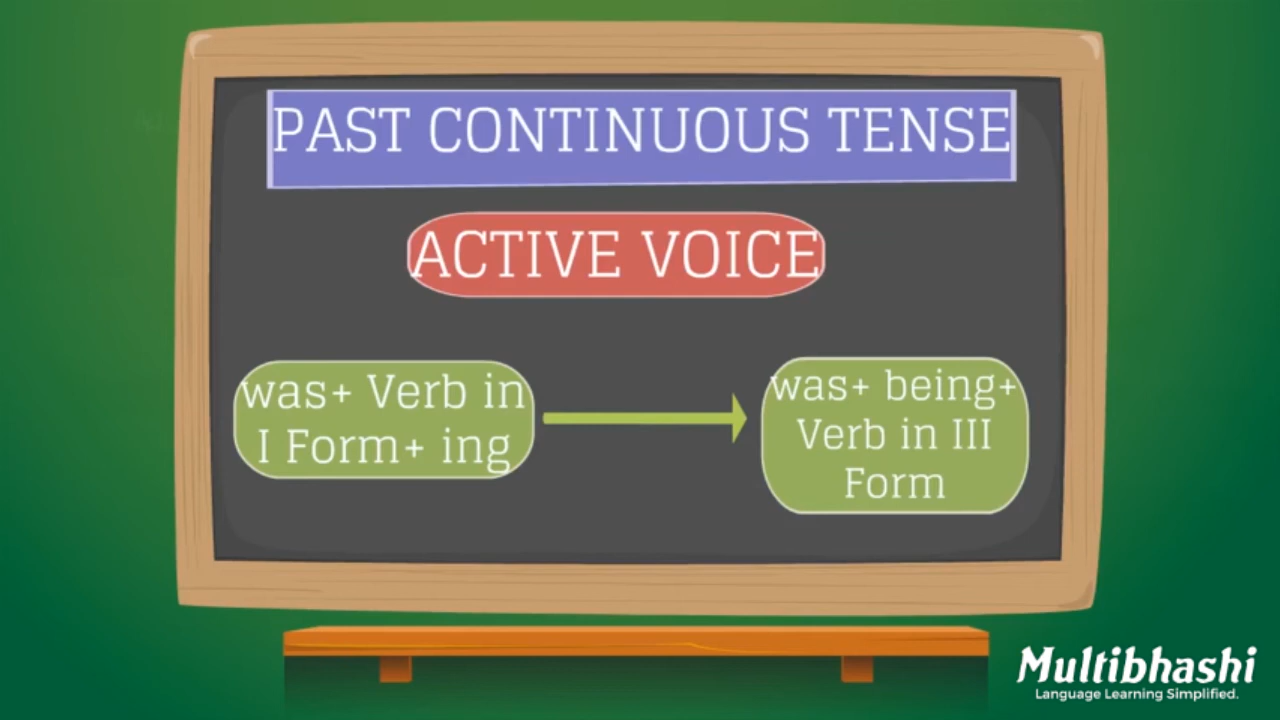 PAST CONTINUOUS TENSE
ACTIVE VOICE
was+ Verb in
I Form+ ing
was+ being+
Verb in III
Form
Multibhashi
Language Learning Simplified.